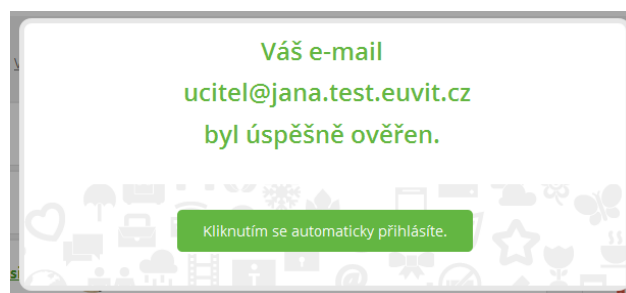 Váš e-mail
ucitel@jana.test.euvit.cz
byl úspěšně ověřen.
Kliknutím se automaticky přihlásíte.